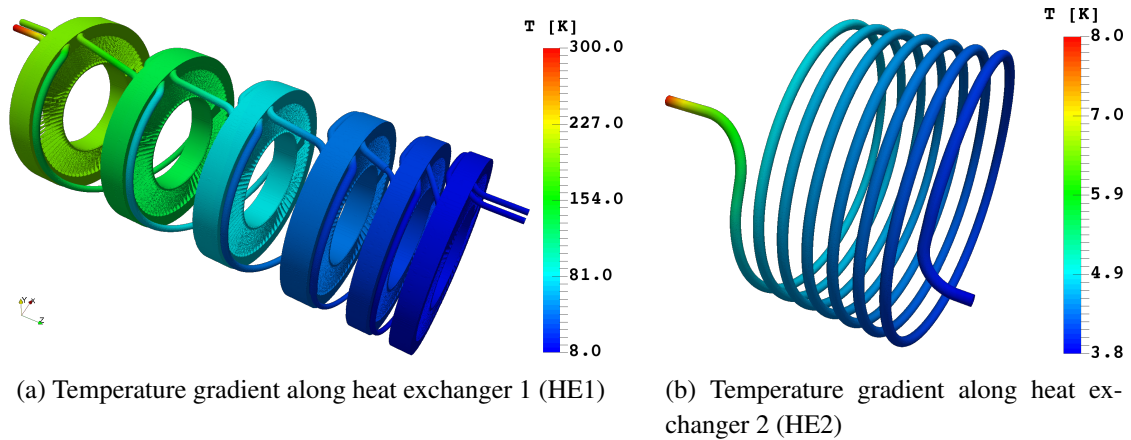 T [K]
300.0
227.0
154.0
81.0
8.0
Y
X
Z
(a) Temperature gradient along heat exchanger 1 (HE1)
T [K]
8.0
7.0
5.9
4.9
3.8
(b) Temperature gradient along heat ex-
changer 2 (HE2)